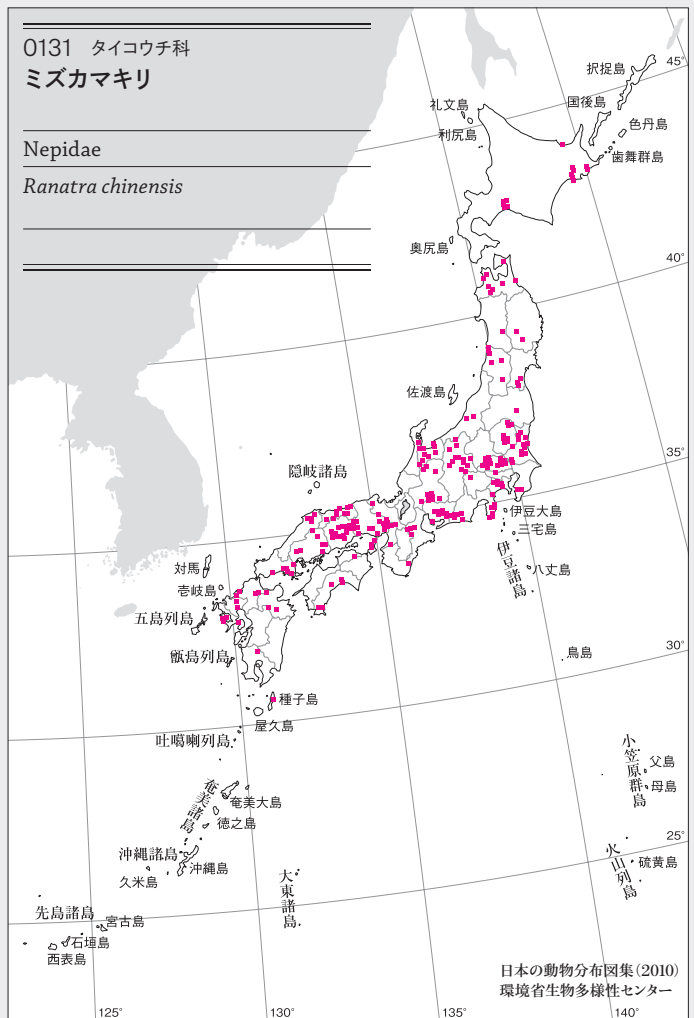 0131 タイコウチ科
ミズカマキリ
Nepidae
Ranatra chinensis
択捉島
45°
礼文島
国後島
利尻島
色丹島
歯舞群島
奥尻島
40°
佐渡島
35°
隠岐諸島
伊豆大島
三宅島
伊豆諸島
八丈島
対馬
壱岐島
五島列島
甑島列島
鳥島
30°
種子島
屋久島
吐噶喇列島
小笠原群島
父島
母島
奄美諸島
奄美大島
徳之島
25°
沖縄諸島
沖縄島
久米島
大東諸島
火山列島
硫黄島
先島諸島
宮古島
石垣島
西表島
日本の動物分布図集(2010)
環境省生物多様性センター
125°
130°
135°
140°